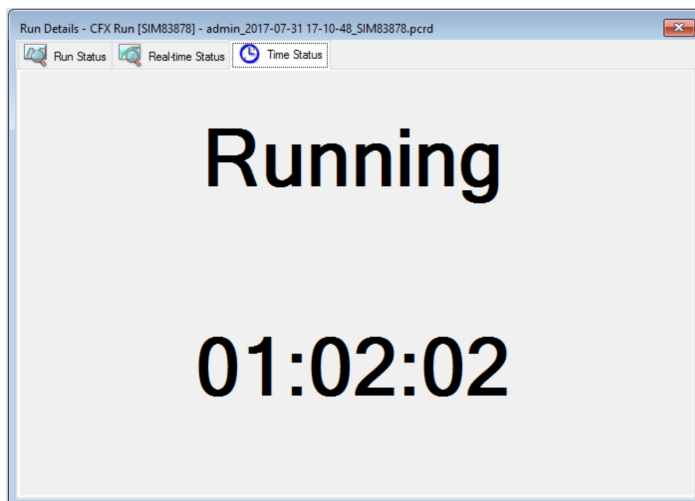 Run Details - CFX Run [SIM83878] - admin_2017-07-31 17-10-48_SIM83878.pcrd
Run Status Real-time Status Time Status
Running
01:02:02